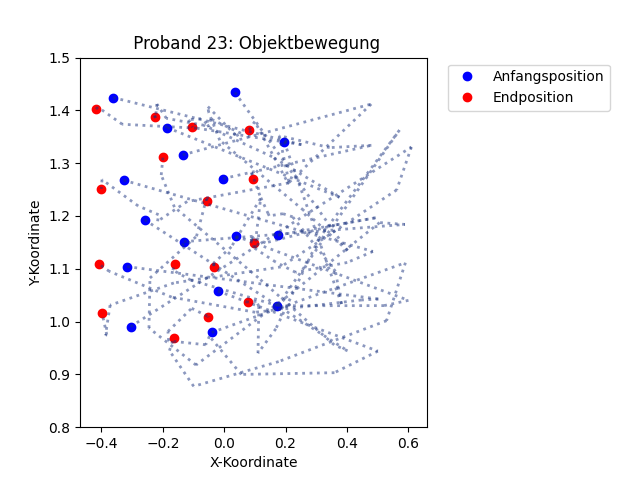 Proband 23: Objektbewegung
Anfangsposition
Endposition
Y-Koordinate
1.5
1.4
1.3
1.2
1.1
1.0
0.9
0.8
−0.4 −0.2 0.0 0.2 0.4 0.6
X-Koordinate